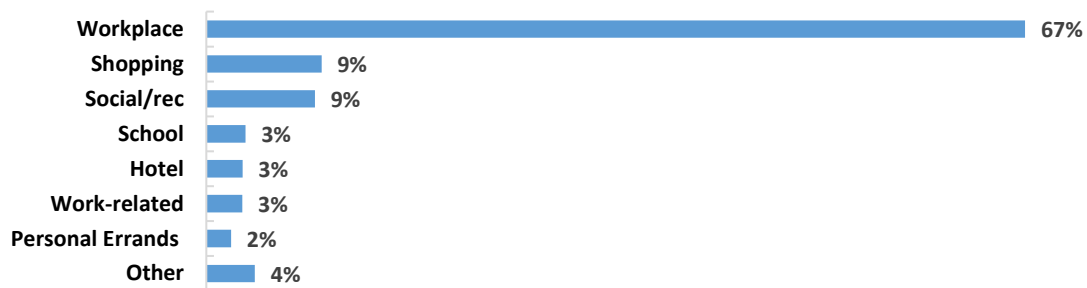 Workplace 67%
Shopping 9%
Social/rec 9%
School 3%
Hotel 3%
Work-related 3%
Personal Errands 2%
Other 4%